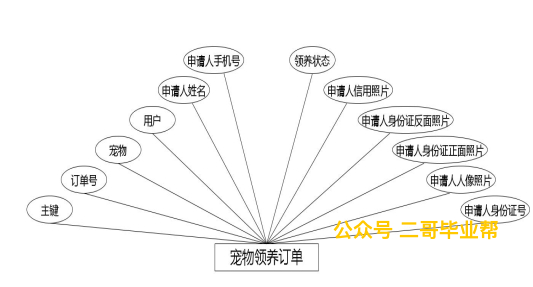 申请人手机号
领养状态
申请人姓名
申请人信用照片
用户
申请人身份证反面照片
宠物
申请人身份证正面照片
订单号
申请人人像照片
主键
申请人身份证号
公众号 二哥毕业帮
宠物领养订单